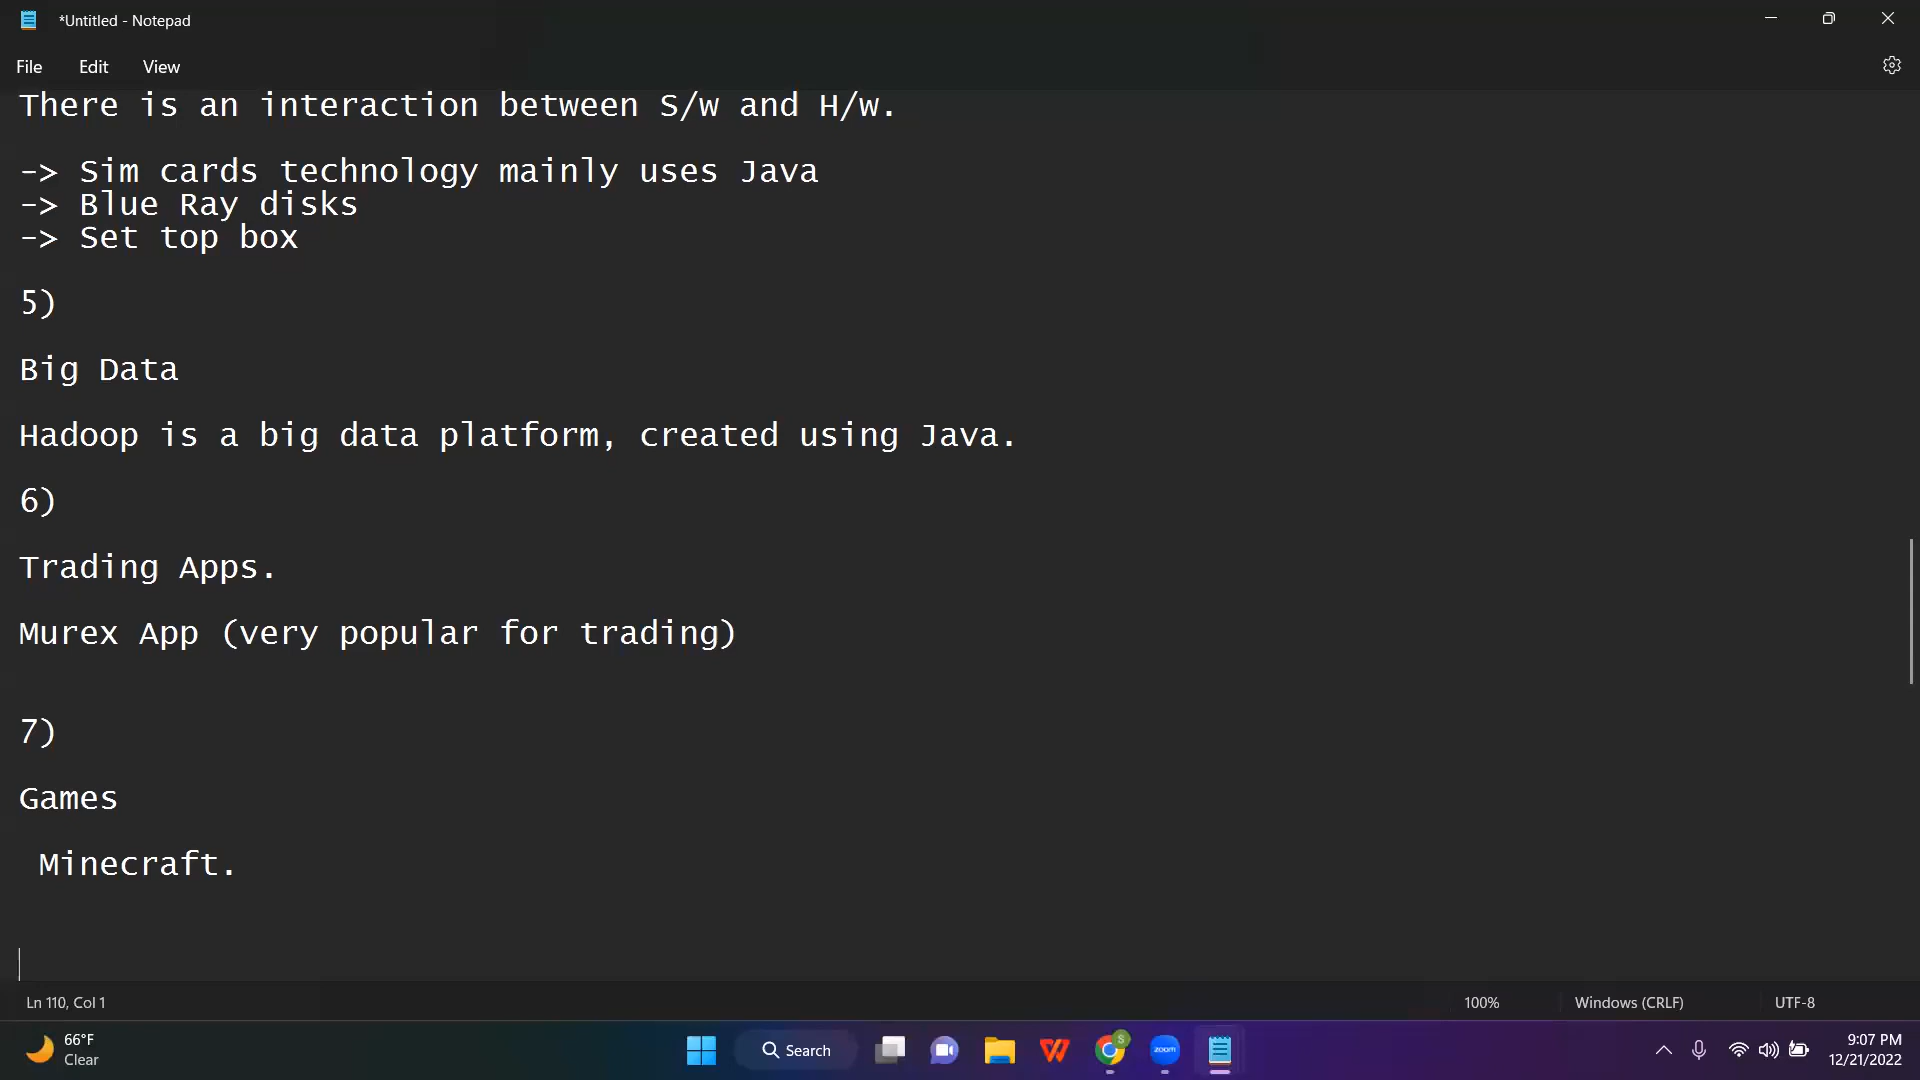 *Untitled - Notepad
File Edit View
There is an interaction between S/w and H/w.
-> Sim cards technology mainly uses Java
-> Blue Ray disks
-> Set top box
5)
Big Data
Hadoop is a big data platform, created using Java.
6)
Trading Apps.
Murex App (very popular for trading)
7)
Games
Minecraft.
Ln 110, Col 1 100% Windows (CRLF) UTF-8
66°F
Clear
Search
S
zoom
9:07 PM
12/21/2022